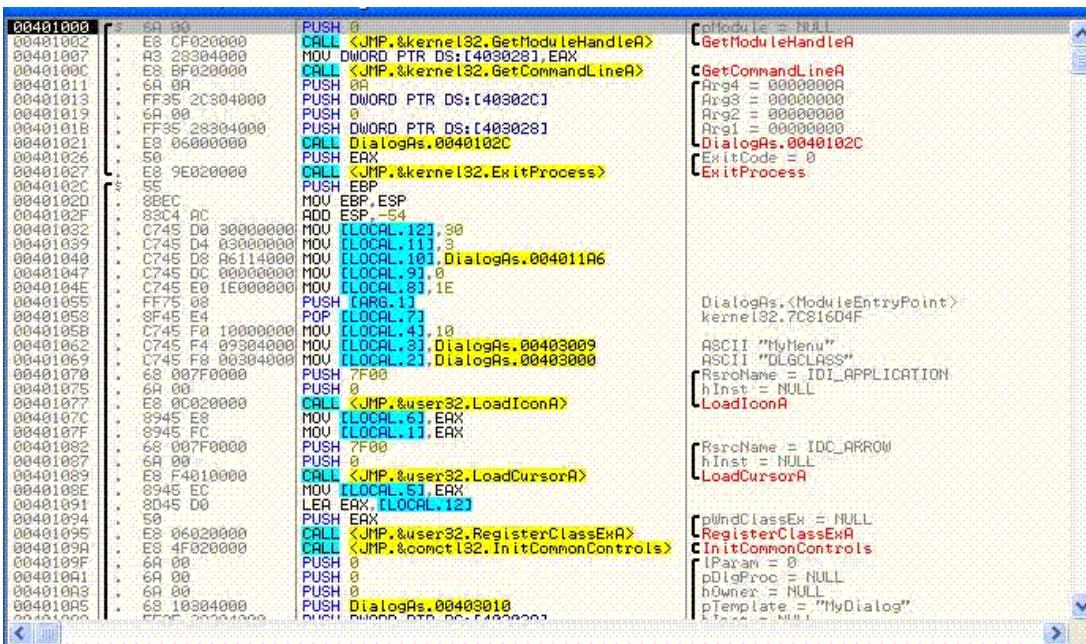 00401000 $ 6A 00 PUSH 0 pModule = NULL
00401002 . E8 CF020000 CALL <JMP.&kernel32.GetModuleHandleA> GetModuleHandleA
00401007 . A3 28304000 MOV DWORD PTR DS:[403028],EAX
0040100C . E8 BF020000 CALL <JMP.&kernel32.GetCommandLineA> GetCommandLineA
00401011 . 6A 0A PUSH 0A Arg4 = 0000000A
00401013 . FF35 2C304000 PUSH DWORD PTR DS:[40302C] Arg3 = 00000000
00401019 . 6A 00 PUSH 0 Arg2 = 00000000
0040101B . FF35 28304000 PUSH DWORD PTR DS:[403028] Arg1 = 00000000
00401021 . E8 06000000 CALL DialogAs.0040102C DialogAs.0040102C
00401026 . 50 PUSH EAX ExitCode = 0
00401027 . E8 9E020000 CALL <JMP.&kernel32.ExitProcess> ExitProcess
0040102C $ 55 PUSH EBP
0040102D . 8BEC MOV EBP,ESP
0040102F . 83C4 AC ADD ESP,-54
00401032 . C745 D0 30000000 MOV [LOCAL.12],30
00401039 . C745 D4 03000000 MOV [LOCAL.11],3
00401040 . C745 D8 A6114000 MOV [LOCAL.10],DialogAs.004011A6
00401047 . C745 DC 00000000 MOV [LOCAL.9],0
0040104E . C745 E0 1E000000 MOV [LOCAL.8],1E
00401055 . FF75 08 PUSH [ARG.1] DialogAs.<ModuleEntryPoint>
00401058 . 8F45 E4 POP [LOCAL.7] kernel32.7C816D4F
0040105B . C745 F0 10000000 MOV [LOCAL.4],10
00401062 . C745 F4 09304000 MOV [LOCAL.3],DialogAs.00403009 ASCII "MyMenu"
00401069 . C745 F8 00304000 MOV [LOCAL.2],DialogAs.00403000 ASCII "DLGCLASS"
00401070 . 68 007F0000 PUSH 7F00 RsrcName = IDI_APPLICATION
00401075 . 6A 00 PUSH 0 hInst = NULL
00401077 . E8 0C020000 CALL <JMP.&user32.LoadIconA> LoadIconA
0040107C . 8945 E8 MOV [LOCAL.6],EAX
0040107F . 8945 FC MOV [LOCAL.1],EAX
00401082 . 68 007F0000 PUSH 7F00 RsrcName = IDC_ARROW
00401087 . 6A 00 PUSH 0 hInst = NULL
00401089 . E8 F4010000 CALL <JMP.&user32.LoadCursorA> LoadCursorA
0040108E . 8945 EC MOV [LOCAL.5],EAX
00401091 . 8D45 D0 LEA EAX,[LOCAL.12]
00401094 . 50 PUSH EAX pWndClassEx = NULL
00401095 . E8 06020000 CALL <JMP.&user32.RegisterClassExA> RegisterClassExA
0040109A . E8 4F020000 CALL <JMP.&comctl32.InitCommonControls> InitCommonControls
0040109F . 6A 00 PUSH 0 lParam = 0
004010A1 . 6A 00 PUSH 0 pDlgProc = NULL
004010A3 . 6A 00 PUSH 0 hOwner = NULL
004010A5 . 68 10304000 PUSH DialogAs.00403010 pTemplate = "MyDialog"